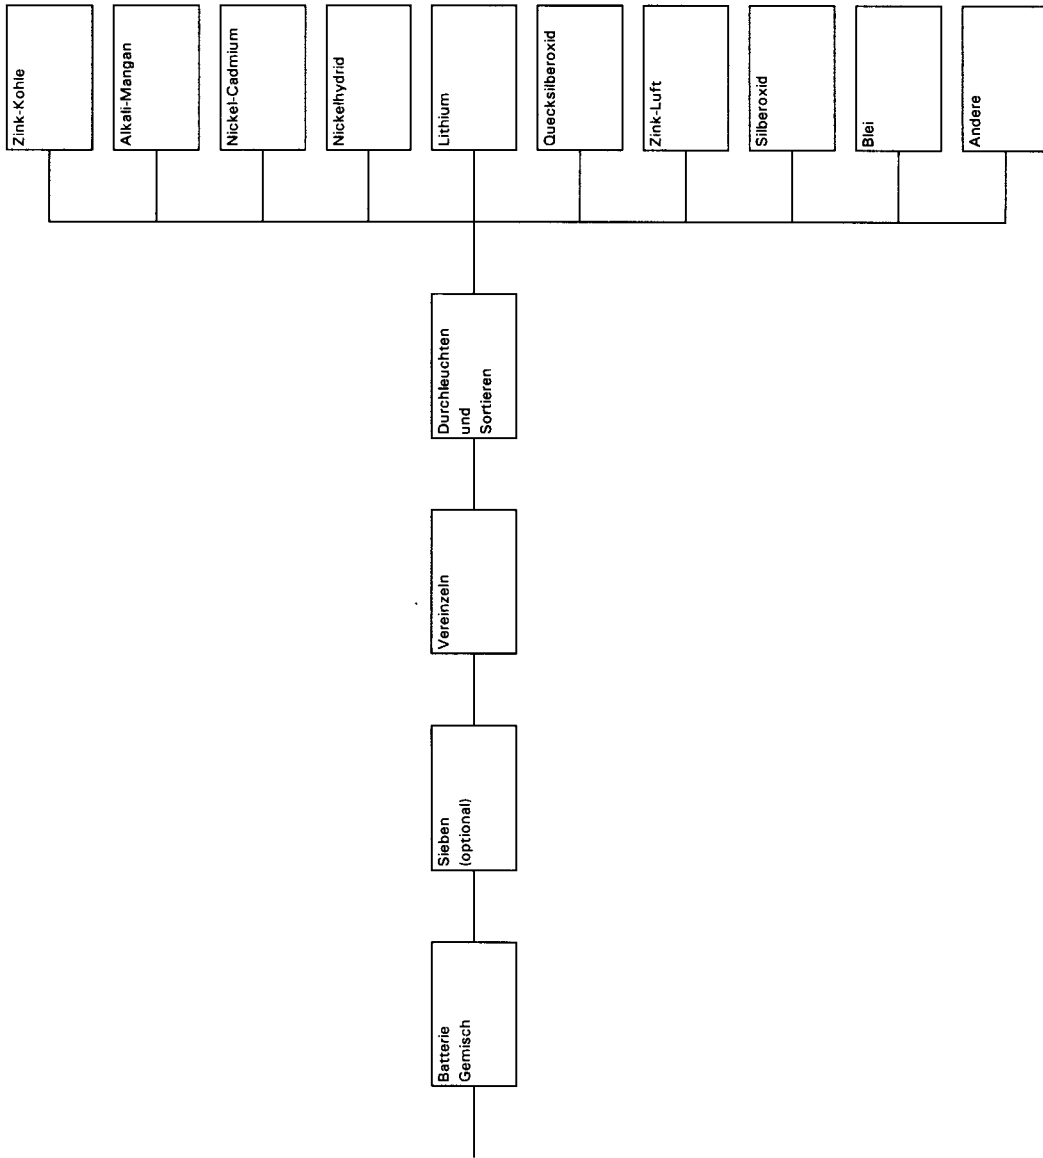 Batterie
Gemisch
Sieben
(optional)
Vereinzeln
Durchleuchten
und
Sortieren
Zink-Kohle
Alkali-Mangan
Nickel-Cadmium
Nickelhydrid
Lithium
Quecksilberoxid
Zink-Luft
Silberoxid
Blei
Andere